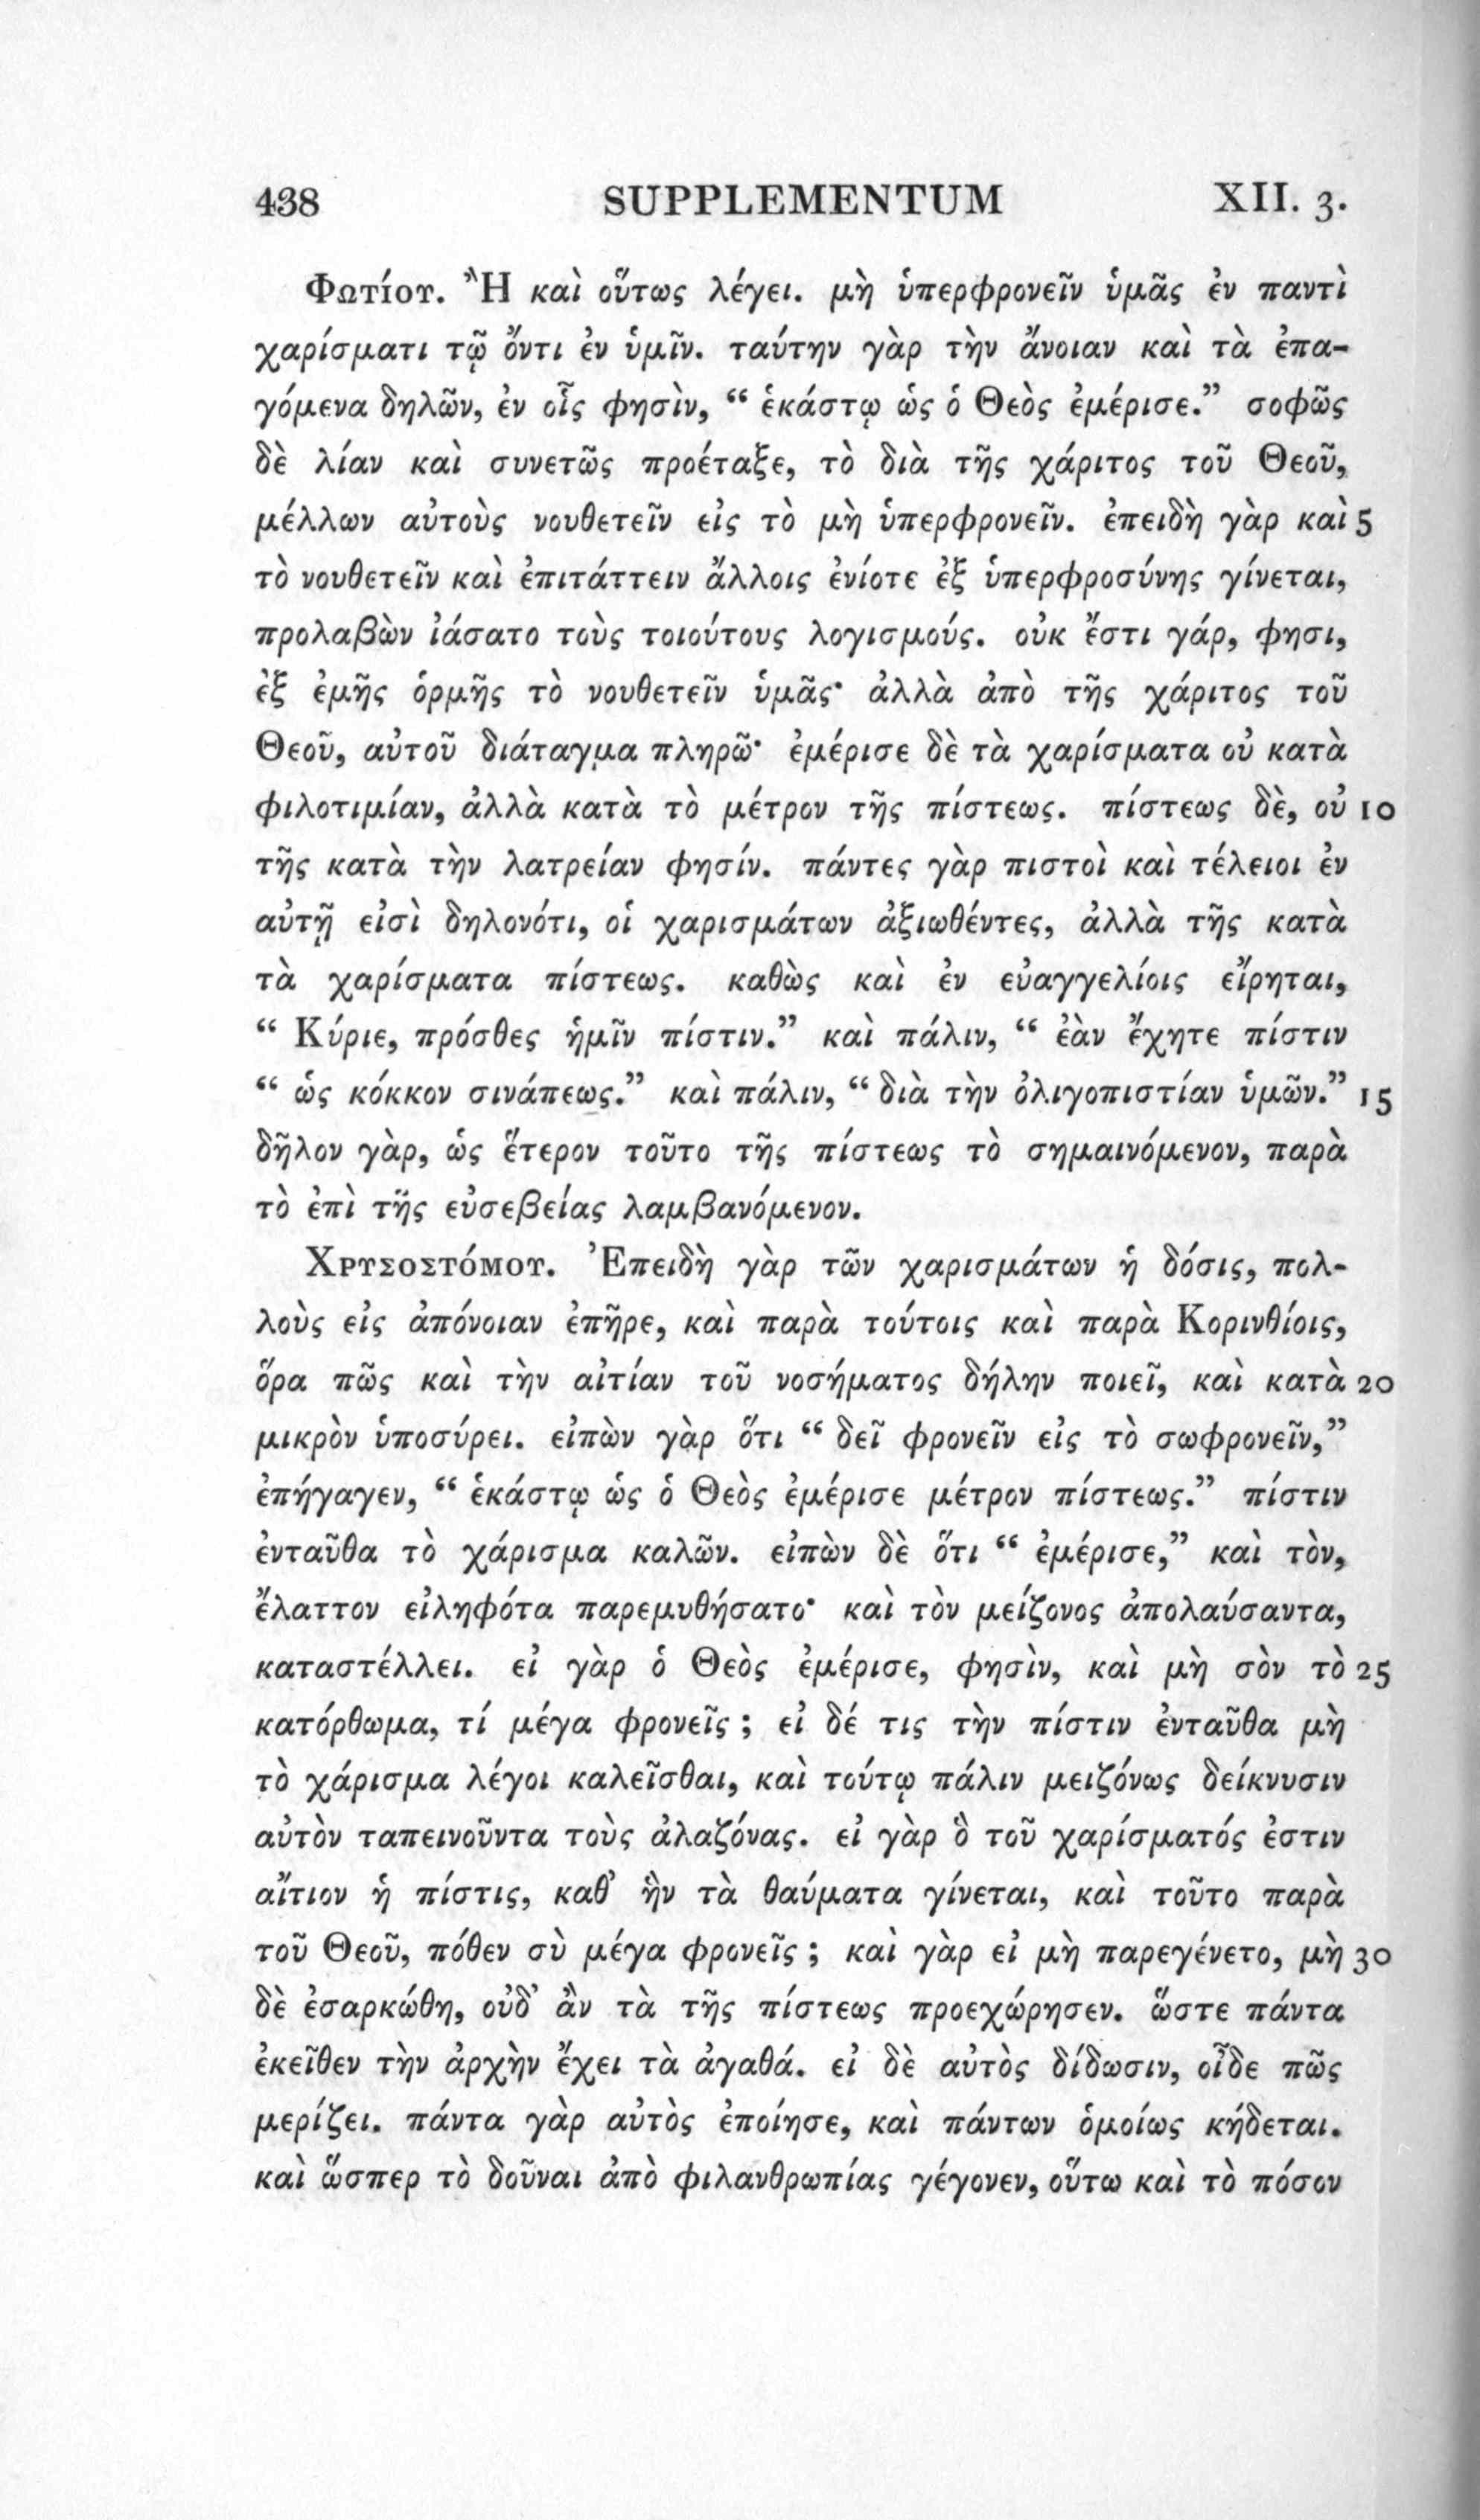 438 SUPPLEMENTUM XII. 3.
Φωτίου. Ἢ καὶ οὕτως λέγει. μὴ ὑπερφρονεῖν ὑμᾶς ἐν παντὶ
χαρίσματι τῷ ὄντι ἐν ὑμῖν. ταύτην γὰρ τὴν ἄνοιαν καὶ τὰ ἐπα-
γόμενα δηλῶν, ἐν οἷς φησὶν, “ ἑκάστῳ ὡς ὁ Θεὸς ἐμέρισε.” σοφῶς
δὲ λίαν καὶ συνετῶς προέταξε, τὸ διὰ τῆς χάριτος τοῦ Θεοῦ,
μέλλων αὐτοὺς νουθετεῖν εἰς τὸ μὴ ὑπερφρονεῖν. ἐπειδὴ γὰρ καὶ 5
τὸ νουθετεῖν καὶ ἐπιτάττειν ἄλλοις ἐνίοτε ἐξ ὑπερφροσύνης γίνεται,
προλαβὼν ἰάσατο τοὺς τοιούτους λογισμούς. οὐκ ἔστι γάρ, φησι,
ἐξ ἐμῆς ὁρμῆς τὸ νουθετεῖν ὑμᾶς· ἀλλὰ ἀπὸ τῆς χάριτος τοῦ
Θεοῦ, αὐτοῦ διάταγμα πληρῶ· ἐμέρισε δὲ τὰ χαρίσματα οὐ κατὰ
φιλοτιμίαν, ἀλλὰ κατὰ τὸ μέτρον τῆς πίστεως. πίστεως δὲ, οὐ 10
τῆς κατὰ τὴν λατρείαν φησίν. πάντες γὰρ πιστοὶ καὶ τέλειοι ἐν
αὐτῇ εἰσὶ δηλονότι, οἱ χαρισμάτων ἀξιωθέντες, ἀλλὰ τῆς κατὰ
τὰ χαρίσματα πίστεως. καθὼς καὶ ἐν εὐαγγελίοις εἴρηται,
“ Κύριε, πρόσθες ἡμῖν πίστιν.” καὶ πάλιν, “ ἐὰν ἔχητε πίστιν
“ ὡς κόκκον σινάπεως.” καὶ πάλιν, “ διὰ τὴν ὀλιγοπιστίαν ὑμῶν.” 15
δῆλον γὰρ, ὡς ἕτερον τοῦτο τῆς πίστεως τὸ σημαινόμενον, παρὰ
τὸ ἐπὶ τῆς εὐσεβείας λαμβανόμενον.
Χρυσοστόμου. Ἐπειδὴ γὰρ τῶν χαρισμάτων ἡ δόσις, πολ-
λοὺς εἰς ἀπόνοιαν ἐπῆρε, καὶ παρὰ τούτοις καὶ παρὰ Κορινθίοις,
ὅρα πῶς καὶ τὴν αἰτίαν τοῦ νοσήματος δήλην ποιεῖ, καὶ κατὰ 20
μικρὸν ὑποσύρει. εἰπὼν γὰρ ὅτι “ δεῖ φρονεῖν εἰς τὸ σωφρονεῖν,”
ἐπήγαγεν, “ ἑκάστῳ ὡς ὁ Θεὸς ἐμέρισε μέτρον πίστεως.” πίστιν
ἐνταῦθα τὸ χάρισμα καλῶν. εἰπὼν δὲ ὅτι “ ἐμέρισε,” καὶ τὸν,
ἔλαττον εἰληφότα παρεμυθήσατο· καὶ τὸν μείζονος ἀπολαύσαντα,
καταστέλλει. εἰ γὰρ ὁ Θεὸς ἐμέρισε, φησὶν, καὶ μὴ σὸν τὸ 25
κατόρθωμα, τί μέγα φρονεῖς ; εἰ δέ τις τὴν πίστιν ἐνταῦθα μὴ
τὸ χάρισμα λέγοι καλεῖσθαι, καὶ τούτῳ πάλιν μειζόνως δείκνυσιν
αὐτὸν ταπεινοῦντα τοὺς ἀλαζόνας. εἰ γὰρ ὃ τοῦ χαρίσματός ἐστιν
αἴτιον ἡ πίστις, καθ’ ἣν τὰ θαύματα γίνεται, καὶ τοῦτο παρὰ
τοῦ Θεοῦ, πόθεν σὺ μέγα φρονεῖς ; καὶ γὰρ εἰ μὴ παρεγένετο, μὴ 30
δὲ ἐσαρκώθη, οὐδ’ ἂν τὰ τῆς πίστεως προεχώρησεν. ὥστε πάντα
ἐκεῖθεν τὴν ἀρχὴν ἔχει τὰ ἀγαθά. εἰ δὲ αὐτὸς δίδωσιν, οἶδε πῶς
μερίζει. πάντα γὰρ αὐτὸς ἐποίησε, καὶ πάντων ὁμοίως κήδεται.
καὶ ὥσπερ τὸ δοῦναι ἀπὸ φιλανθρωπίας γέγονεν, οὕτω καὶ τὸ πόσον